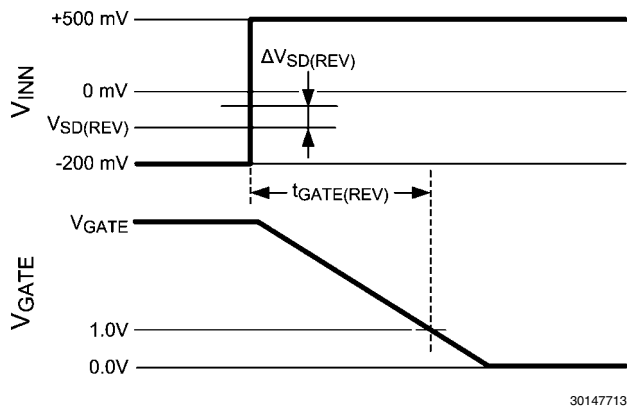 +500 mV
ΔVSD(REV)
0 mV
VINN
VSD(REV)
-200 mV
tGATE(REV)
VGATE
VGATE
1.0V
0.0V
30147713